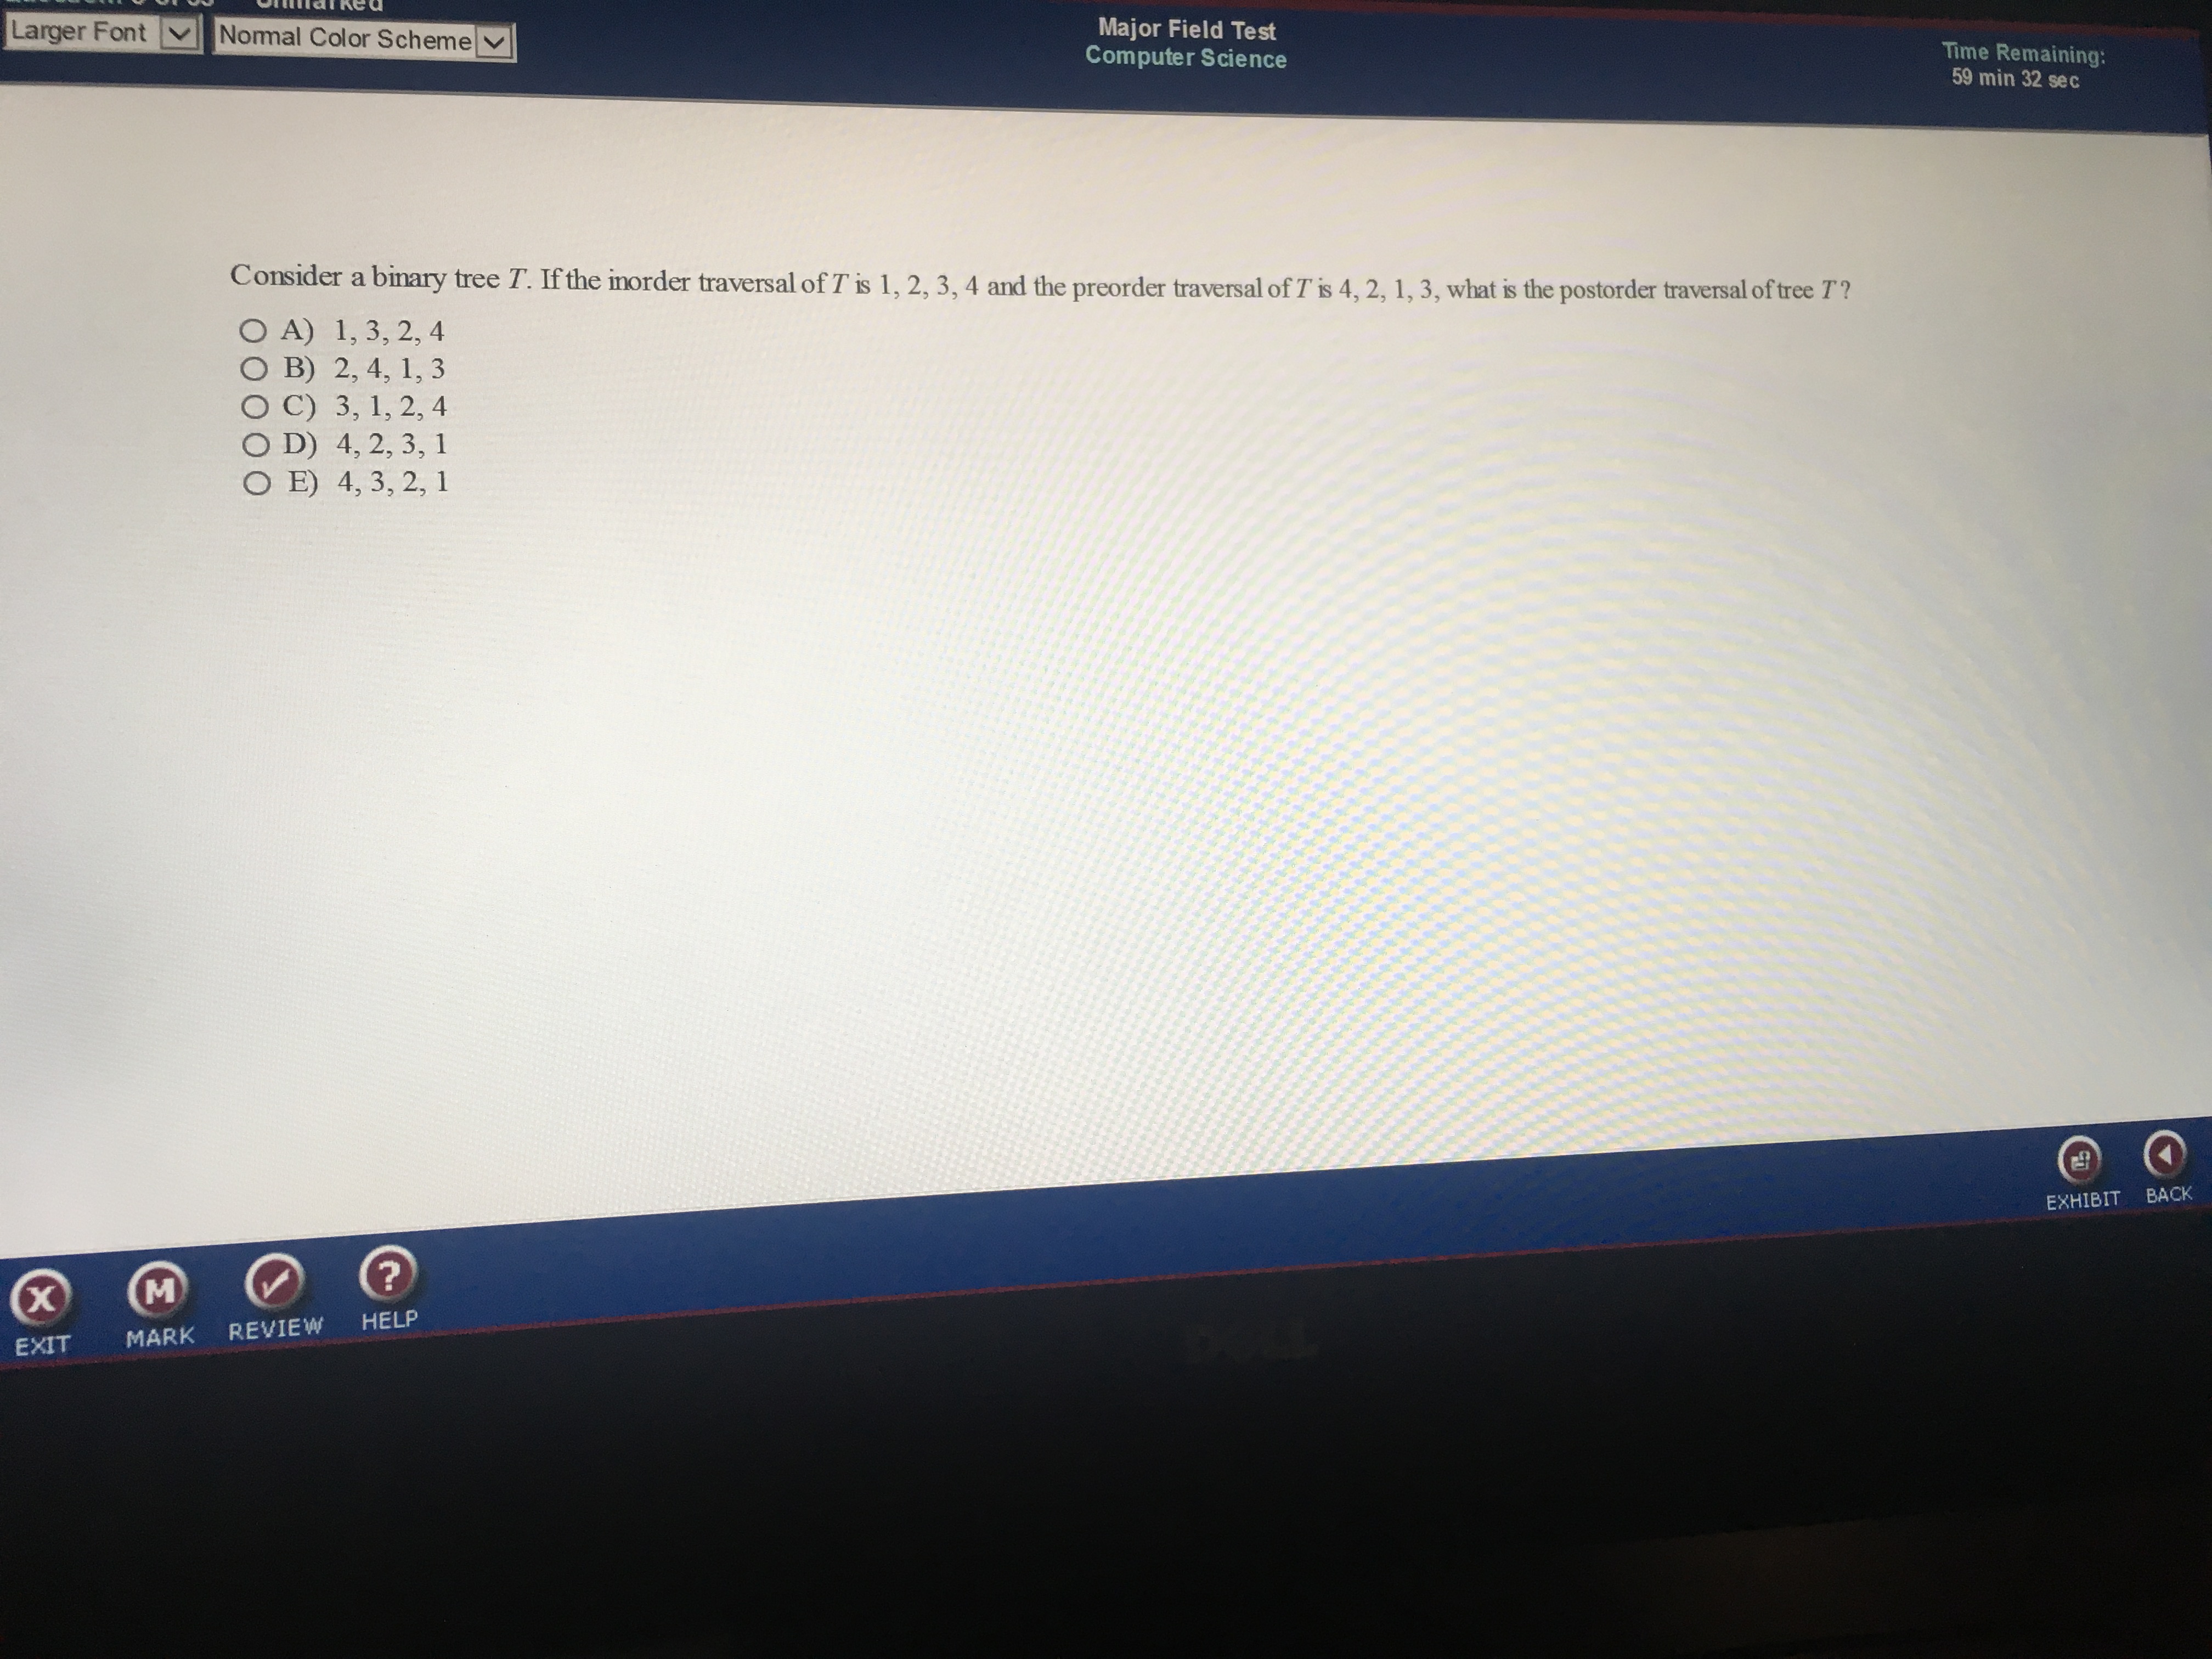 Larger Font
Normal Color Scheme
Major Field Test
Computer Science
Time Remaining:
59 min 32 sec
Consider a binary tree T. If the inorder traversal of T is 1, 2, 3, 4 and the preorder traversal of T is 4, 2, 1, 3, what is the postorder traversal of tree T?
A) 1, 3, 2, 4
B) 2, 4, 1, 3
C) 3, 1, 2, 4
D) 4, 2, 3, 1
E) 4, 3, 2, 1
EXHIBIT
BACK
X
M
?
EXIT
MARK
REVIEW
HELP
DELL